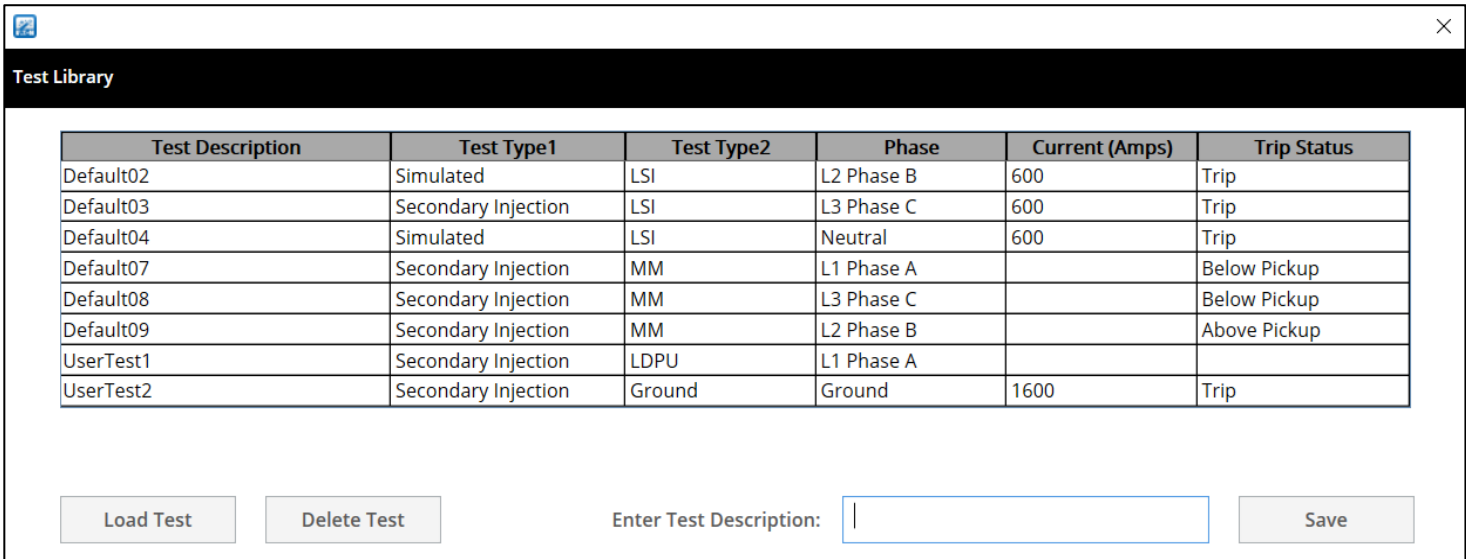 Test Library
Test Description Test Type1 Test Type2 Phase Current (Amps) Trip Status
Default02 Simulated LSI L2 Phase B 600 Trip
Default03 Secondary Injection LSI L3 Phase C 600 Trip
Default04 Simulated LSI Neutral 600 Trip
Default07 Secondary Injection MM L1 Phase A Below Pickup
Default08 Secondary Injection MM L3 Phase C Below Pickup
Default09 Secondary Injection MM L2 Phase B Above Pickup
UserTest1 Secondary Injection LDPU L1 Phase A
UserTest2 Secondary Injection Ground Ground 1600 Trip
Load Test Delete Test Enter Test Description: Save